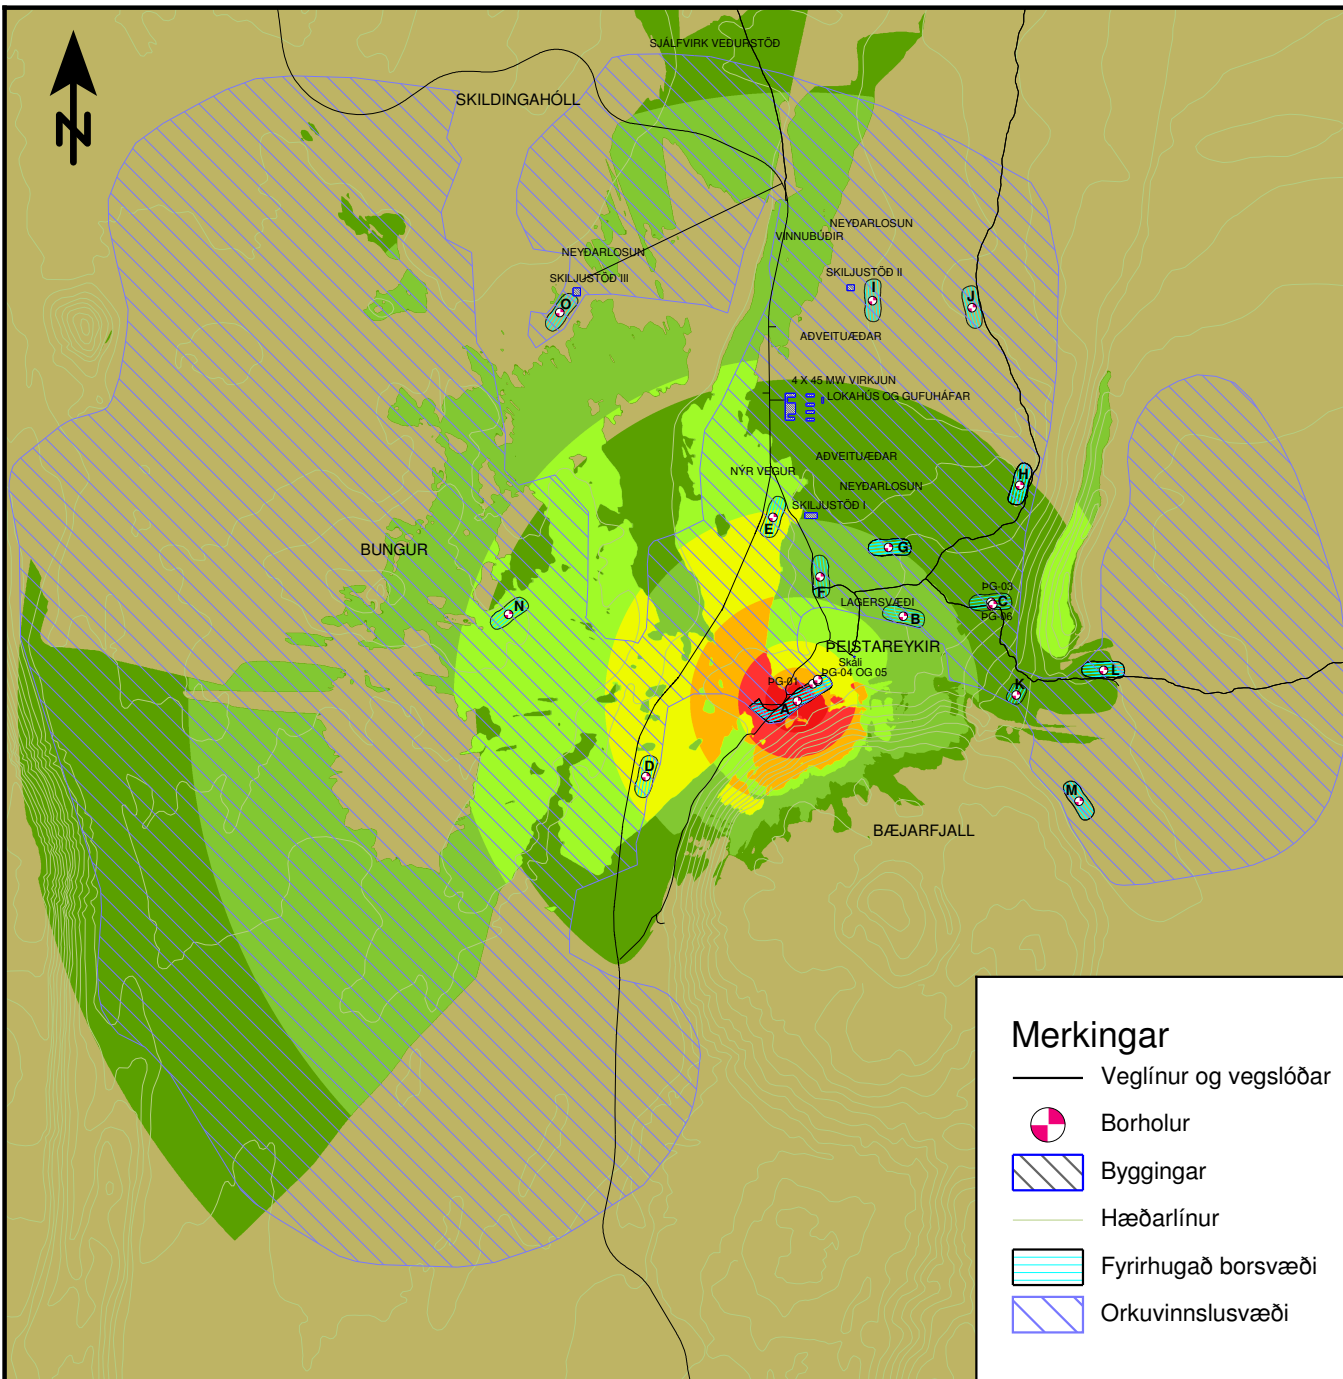 SJÁLFVIRK VEÐURSTÖÐ
SKILDINGAHÓLL
N
NEYÐARLOSUN
VINNUBÚÐIR
NEYÐARLOSUN
SKILJUSTÖÐ III
SKILJUSTÖÐ II
O
I
J
AÐVEITUÆÐAR
4 X 45 MW VIRKJUN
LOKAHÚS OG GUFUHÁFAR
AÐVEITUÆÐAR
NÝR VEGUR
H
NEYÐARLOSUN
SKILJUSTÖÐ I
E
BUNGUR
G
F
ÞG-03
LAGERSVÆÐI
C
N
B
ÞG-06
ÞEISTAREYKIR
Skáli
ÞG-01
ÞG-04 OG 05
L
K
A
D
M
BÆJARFJALL
Merkingar
Veglínur og vegslóðar
Borholur
Byggingar
Hæðarlínur
Fyrirhugað borsvæði
Orkuvinnslusvæði